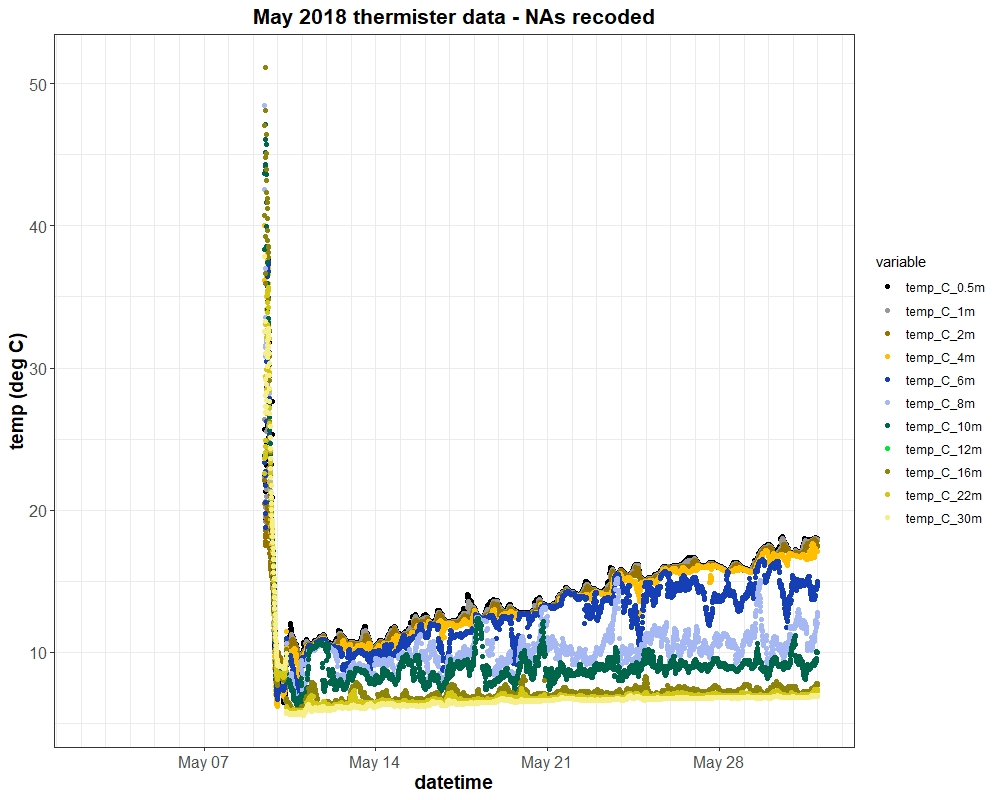 May 2018 thermister data - NAs recoded
50
40
30
20
10
temp (deg C)
May 07
May 14
May 21
May 28
datetime
variable
temp_C_0.5m
temp_C_1m
temp_C_2m
temp_C_4m
temp_C_6m
temp_C_8m
temp_C_10m
temp_C_12m
temp_C_16m
temp_C_22m
temp_C_30m